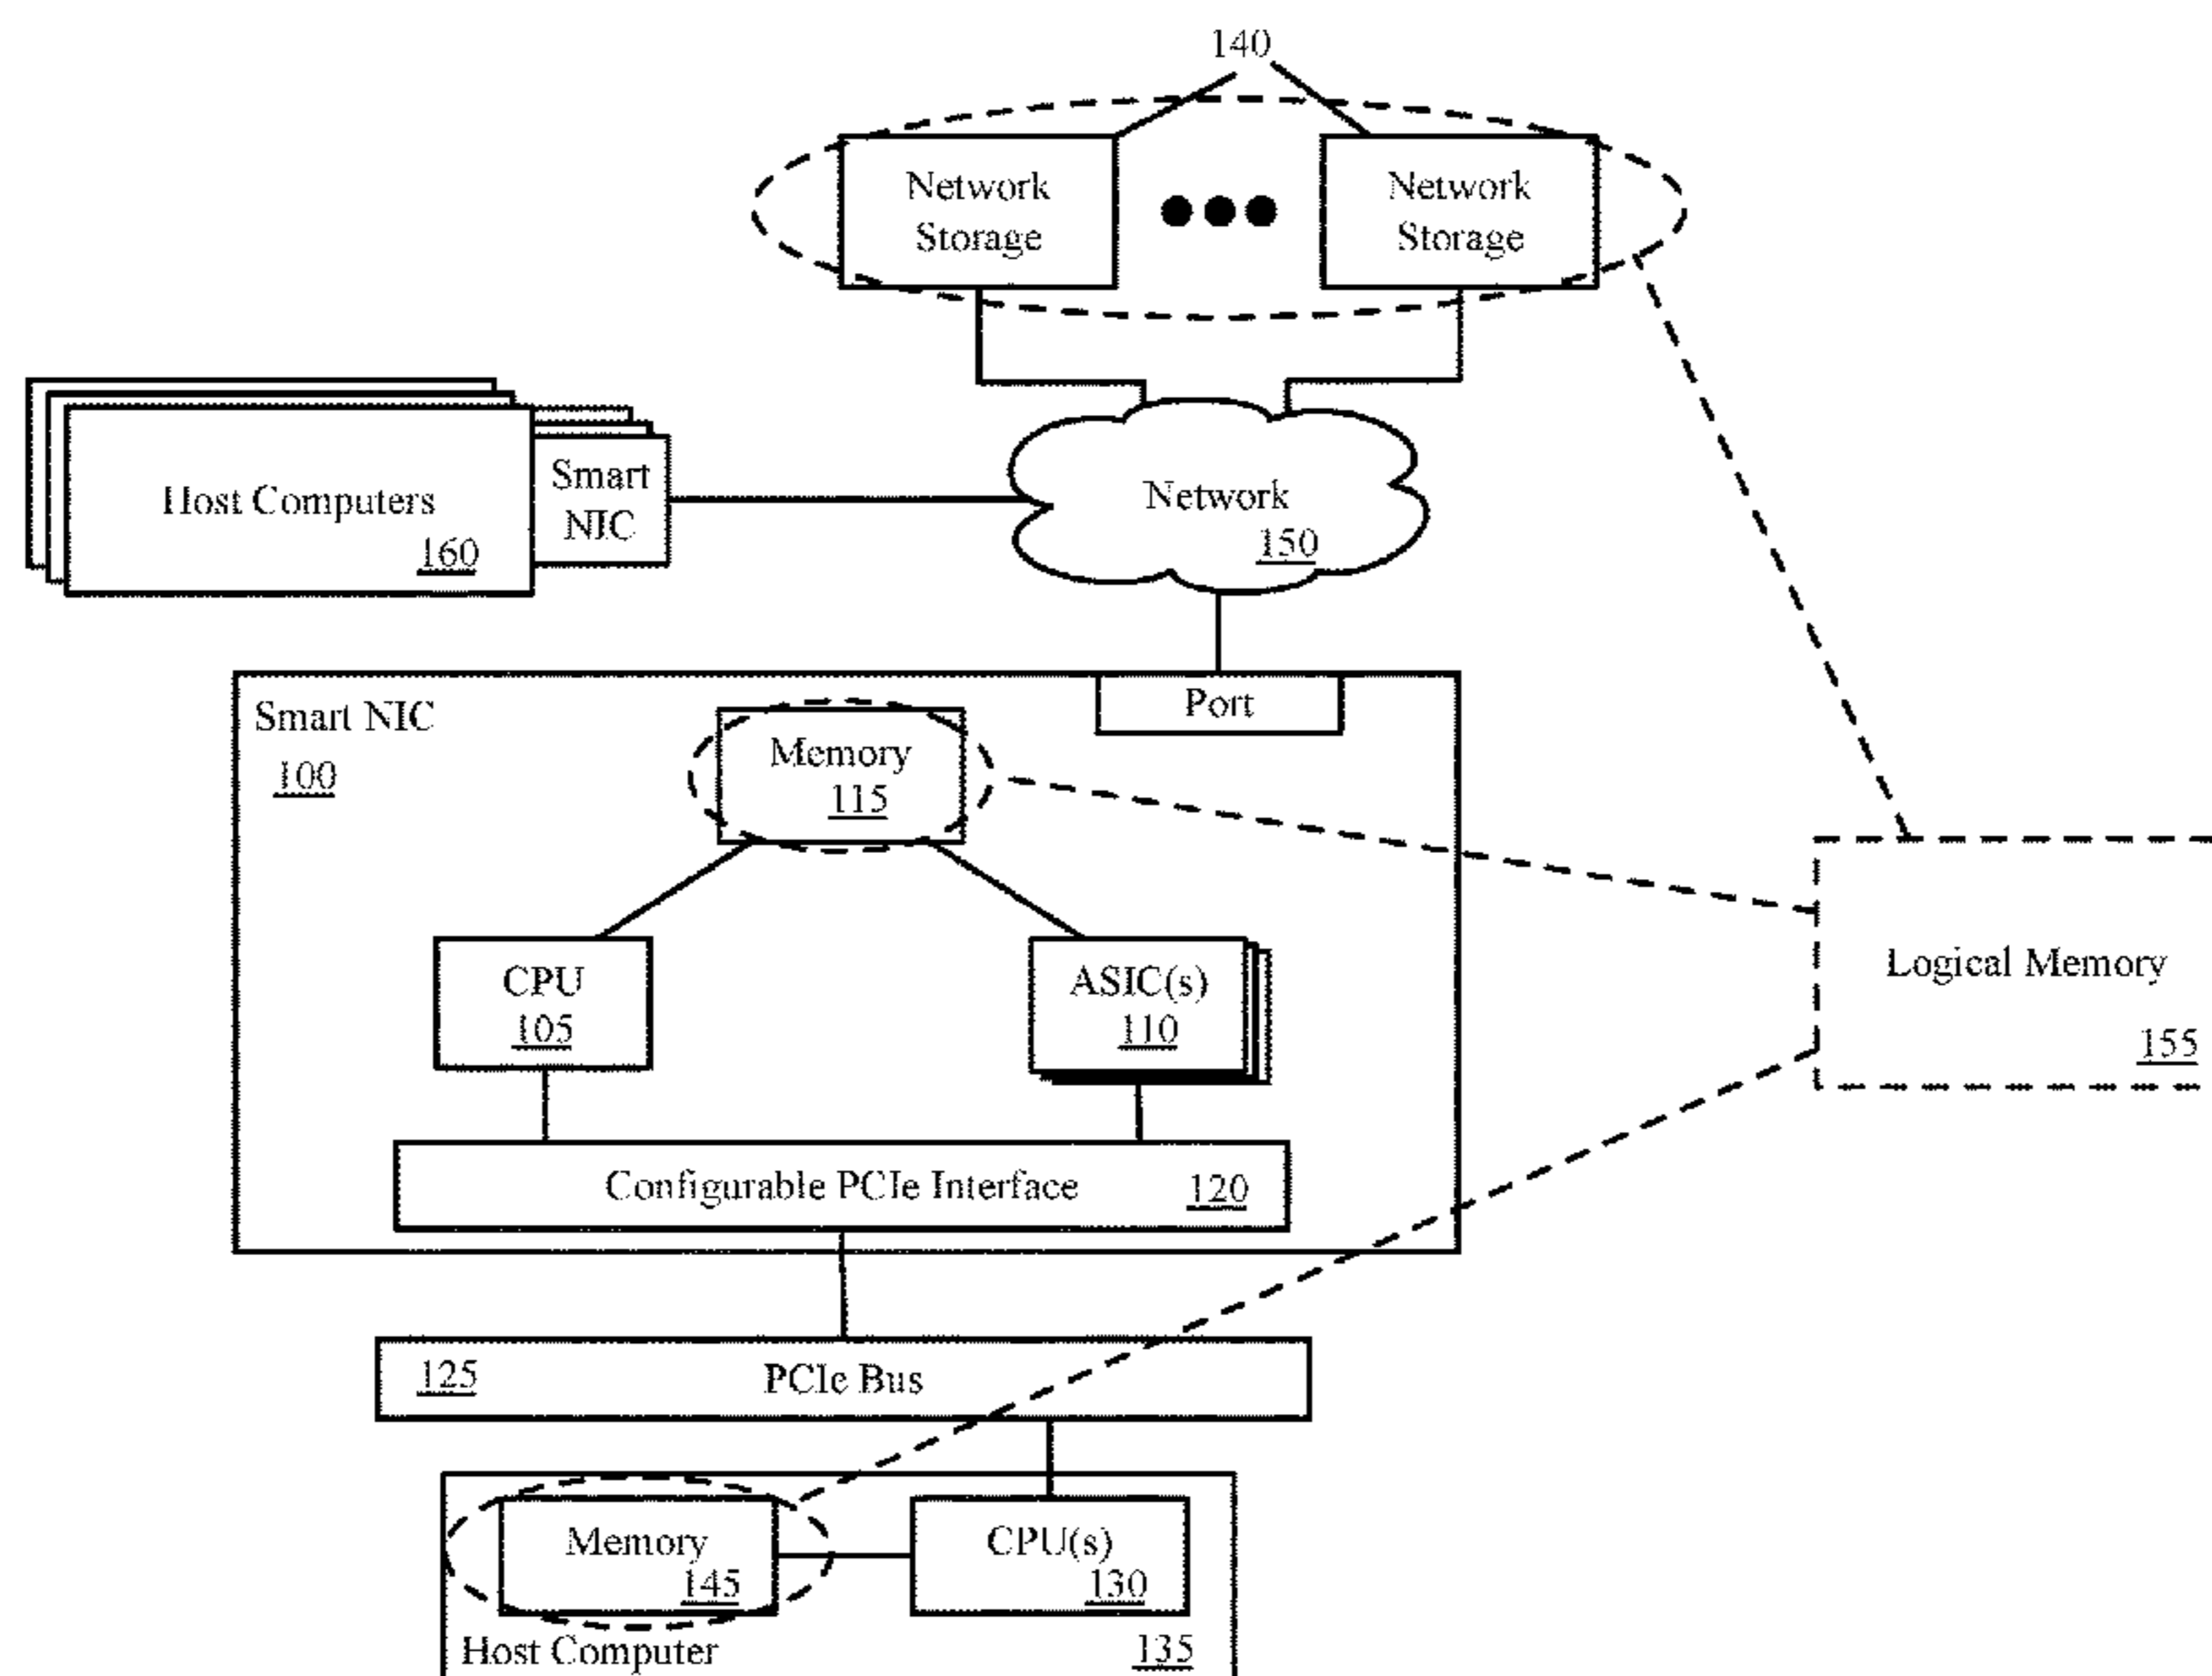 140
Network
Storage
Network
Storage
Host Computers
160
Smart
NIC
Network
150
Smart NIC
100
Port
Memory
115
CPU
105
ASIC(s)
110
Logical Memory
155
Configurable PCIe Interface
120
125
PCIe Bus
Memory
145
CPU(s)
130
Host Computer
135